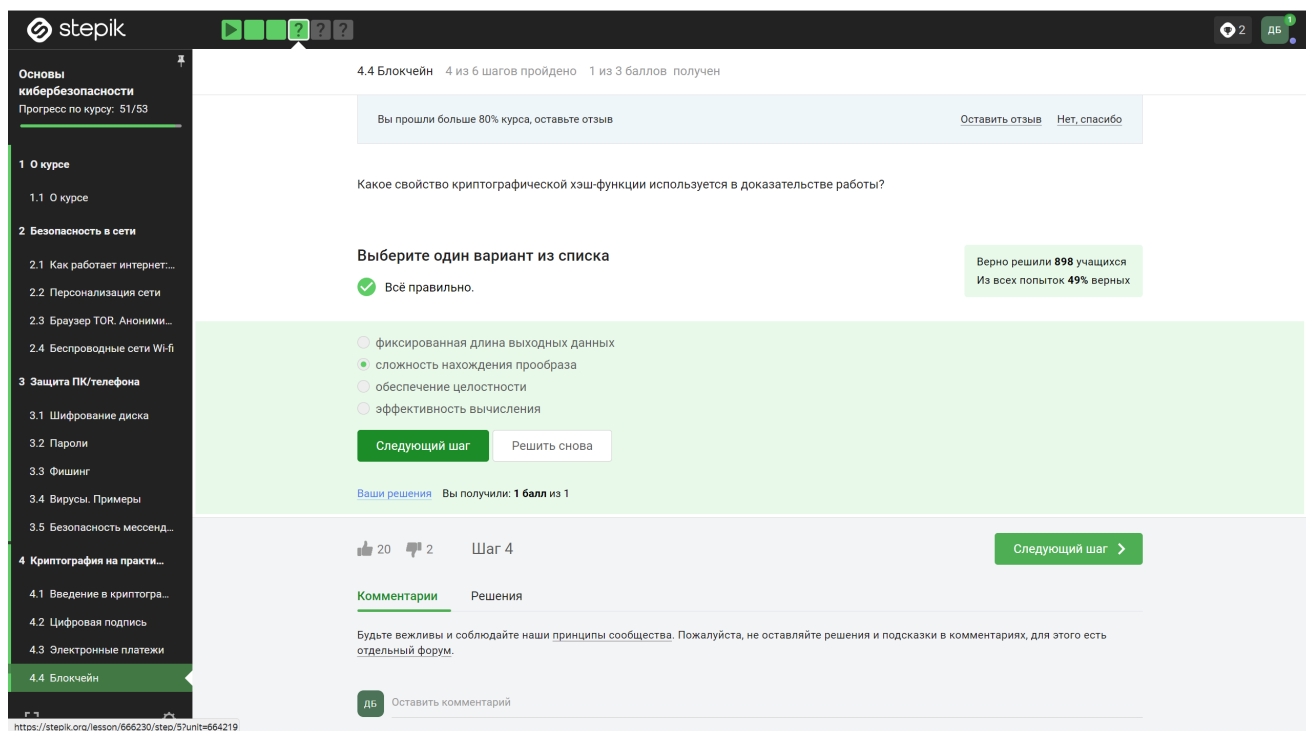 stepik
? ? ?
2
ДБ
1
Основы
кибербезопасности
Прогресс по курсу: 51/53
1 О курсе
1.1 О курсе
2 Безопасность в сети
2.1 Как работает интернет:...
2.2 Персонализация сети
2.3 Браузер TOR. Аноними...
2.4 Беспроводные сети Wi-fi
3 Защита ПК/телефона
3.1 Шифрование диска
3.2 Пароли
3.3 Фишинг
3.4 Вирусы. Примеры
3.5 Безопасность мессенд...
4 Криптография на практи...
4.1 Введение в криптогра...
4.2 Цифровая подпись
4.3 Электронные платежи
4.4 Блокчейн
https://stepik.org/lesson/666230/step/5?unit=664219
4.4 Блокчейн 4 из 6 шагов пройдено 1 из 3 баллов получен
Вы прошли больше 80% курса, оставьте отзыв Оставить отзыв Нет, спасибо
Какое свойство криптографической хэш-функции используется в доказательстве работы?
Выберите один вариант из списка
Всё правильно.
Верно решили 898 учащихся
Из всех попыток 49% верных
фиксированная длина выходных данных
сложность нахождения прообраза
обеспечение целостности
эффективность вычисления
Следующий шаг Решить снова
Ваши решения Вы получили: 1 балл из 1
20 2 Шаг 4 Следующий шаг
Комментарии Решения
Будьте вежливы и соблюдайте наши принципы сообщества. Пожалуйста, не оставляйте решения и подсказки в комментариях, для этого есть
отдельный форум.
ДБ Оставить комментарий